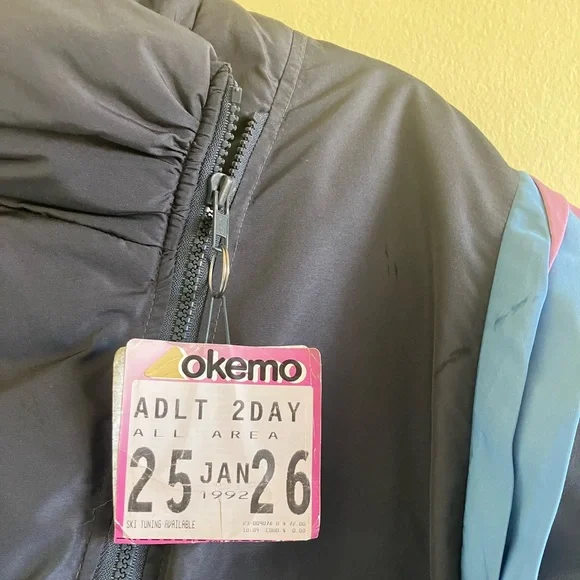 okemo
ADLT 2DAY
ALL AREA
25 JAN 26
1992
SKI TUNING AVAILABLE